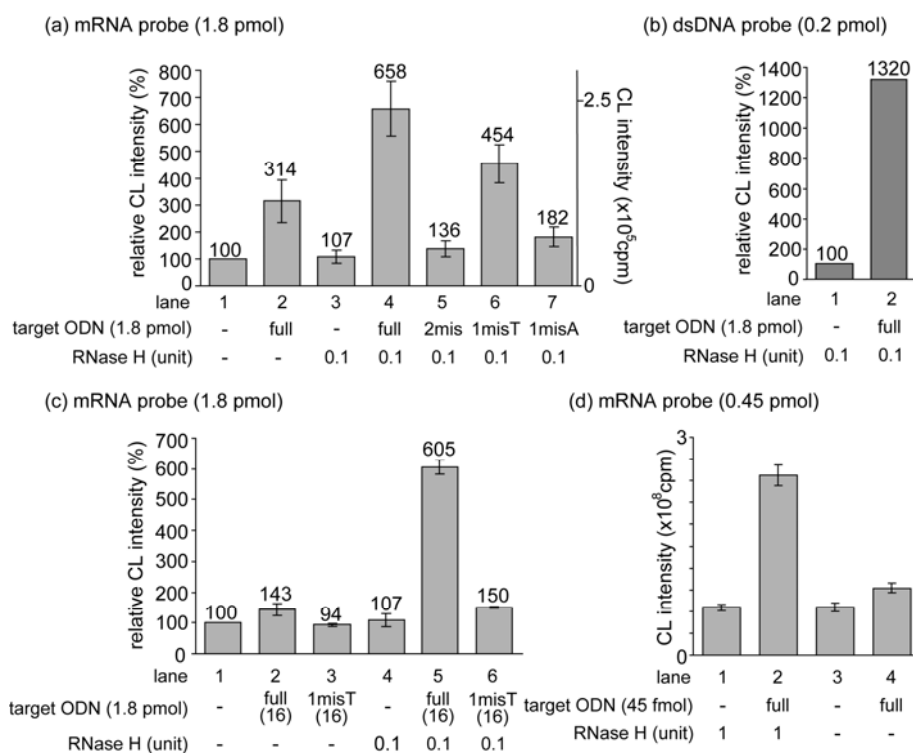 (a) mRNA probe (1.8 pmol)
relative CL intensity (%)
800
700
600
500
400
300
200
100
0
100
314
107
658
136
454
182
2.5
0
CL intensity (x10⁵cpm)
lane 1 2 3 4 5 6 7
target ODN (1.8 pmol) - full - full 2mis 1misT 1misA
RNase H (unit) - - 0.1 0.1 0.1 0.1 0.1
(b) dsDNA probe (0.2 pmol)
relative CL intensity (%)
1400
1200
1000
800
600
400
200
0
100
1320
lane 1 2
target ODN (1.8 pmol) - full
RNase H (unit) 0.1 0.1
(c) mRNA probe (1.8 pmol)
relative CL intensity (%)
700
600
500
400
300
200
100
0
100
143
94
107
605
150
lane 1 2 3 4 5 6
target ODN (1.8 pmol) - full 1misT - full 1misT
(16) (16) (16) (16)
RNase H (unit) - - - 0.1 0.1 0.1
(d) mRNA probe (0.45 pmol)
CL intensity (x10⁸cpm)
3
0
lane 1 2 3 4
target ODN (45 fmol) - full - full
RNase H (unit) 1 1 - -